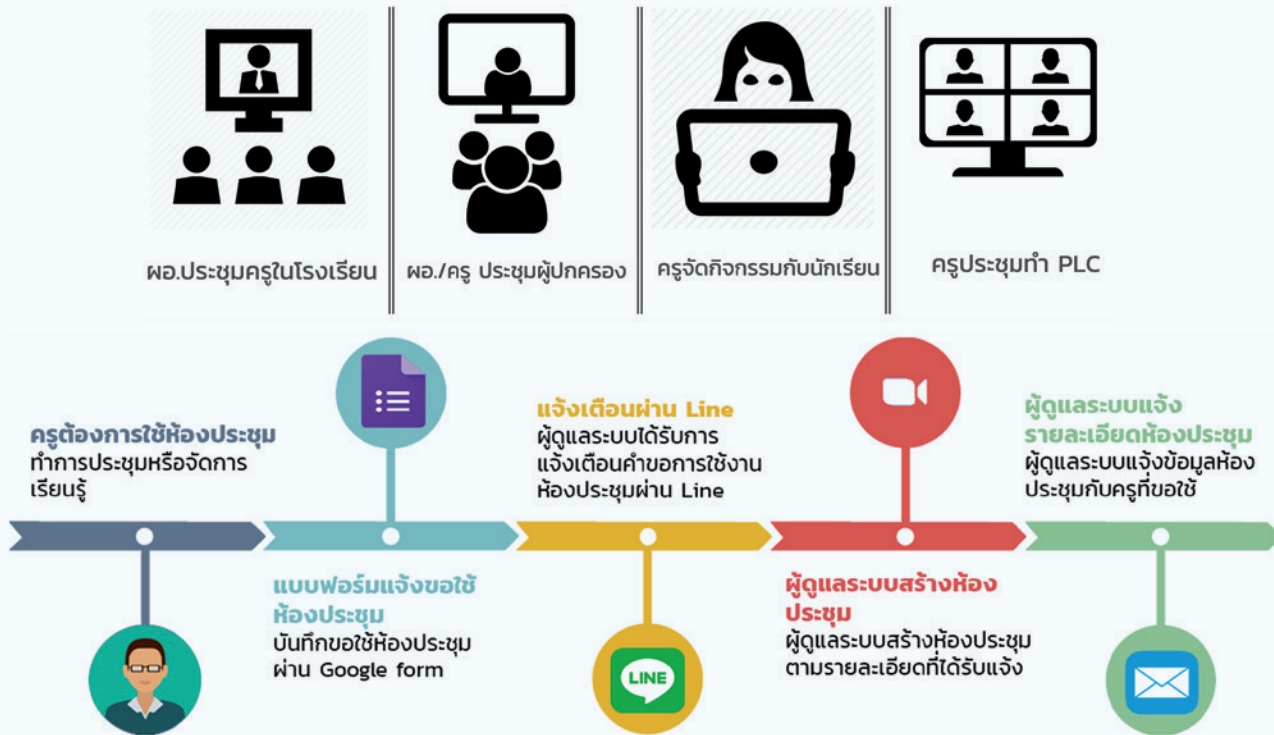 ผอ.ประชุมครูในโรงเรียน
ผอ./ครู ประชุมผู้ปกครอง
ครูจัดกิจกรรมกับนักเรียน
ครูประชุมทำ PLC
ครูต้องการใช้ห้องประชุม
ทำการประชุมหรือจัดการ
เรียนรู้
แบบฟอร์มแจ้งขอใช้
ห้องประชุม
บันทึกขอใช้ห้องประชุม
ผ่าน Google form
แจ้งเตือนผ่าน Line
ผู้ดูแลระบบได้รับการ
แจ้งเตือนคำขอการใช้งาน
ห้องประชุมผ่าน Line
LINE
ผู้ดูแลระบบสร้างห้อง
ประชุม
ผู้ดูแลระบบสร้างห้องประชุม
ตามรายละเอียดที่ได้รับแจ้ง
ผู้ดูแลระบบแจ้ง
รายละเอียดห้องประชุม
ผู้ดูแลระบบแจ้งข้อมูลห้อง
ประชุมกับครูที่ขอใช้